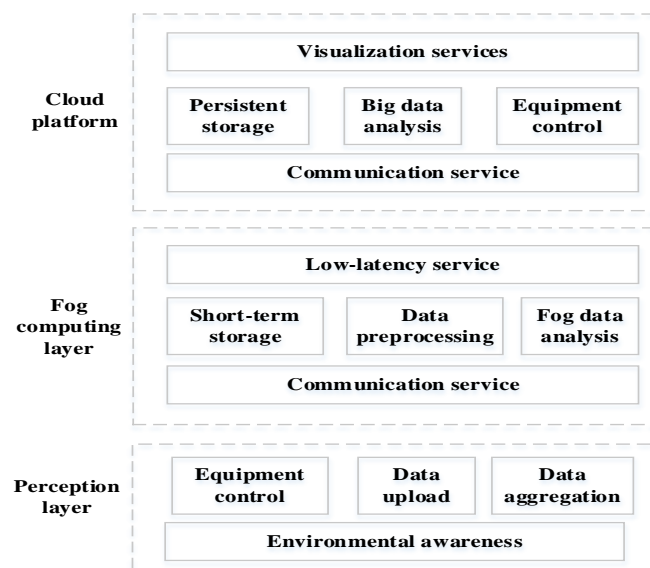 Cloud
platform
Visualization services
Persistent
storage
Big data
analysis
Equipment
control
Communication service
Fog
computing
layer
Low-latency service
Short-term
storage
Data
preprocessing
Fog data
analysis
Communication service
Perception
layer
Equipment
control
Data
upload
Data
aggregation
Environmental awareness